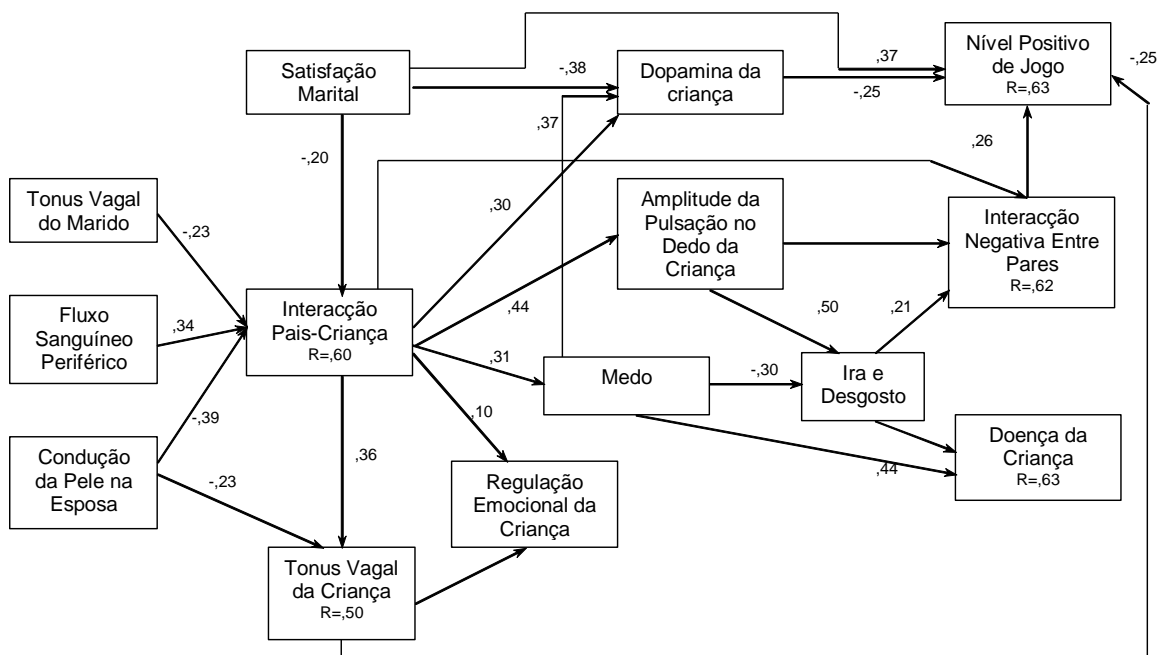 Satisfação
Marital
Dopamina da
criança
Nível Positivo
de Jogo
R=,63
-,38
,37
-,25
-,25
,37
-,20
,26
Tonus Vagal
do Marido
-,23
,30
Amplitude da
Pulsação no
Dedo da
Criança
Interacção
Negativa Entre
Pares
R=,62
Fluxo
Sanguíneo
Periférico
,34
Interacção
Pais-Criança
R=,60
,44
,50
,21
,31
Medo
-,30
Ira e
Desgosto
-,39
,10
Condução
da Pele na
Esposa
-,23
,36
Regulação
Emocional da
Criança
,44
Doença da
Criança
R=,63
Tonus Vagal
da Criança
R=,50